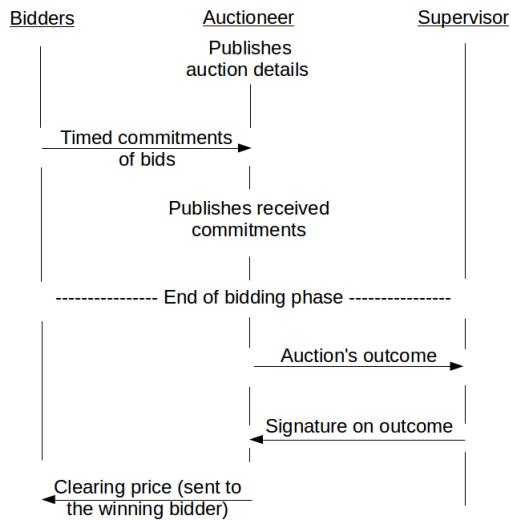 Bidders
Auctioneer
Supervisor
Publishes
auction details
Timed commitments
of bids
Publishes received
commitments
---------------- End of bidding phase ----------------
Auction's outcome
Signature on outcome
Clearing price (sent to
the winning bidder)